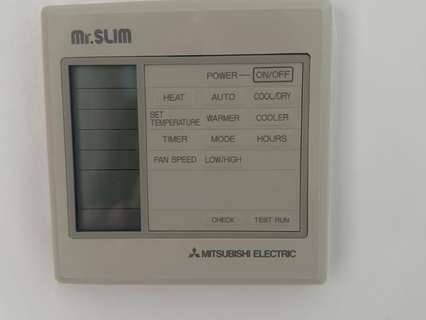 Mr.SLIM
POWER ON/OFF
HEAT AUTO COOL/DRY
SET
TEMPERATURE WARMER COOLER
TIMER MODE HOURS
FAN SPEED LOW/HIGH
CHECK TEST RUN
MITSUBISHI ELECTRIC